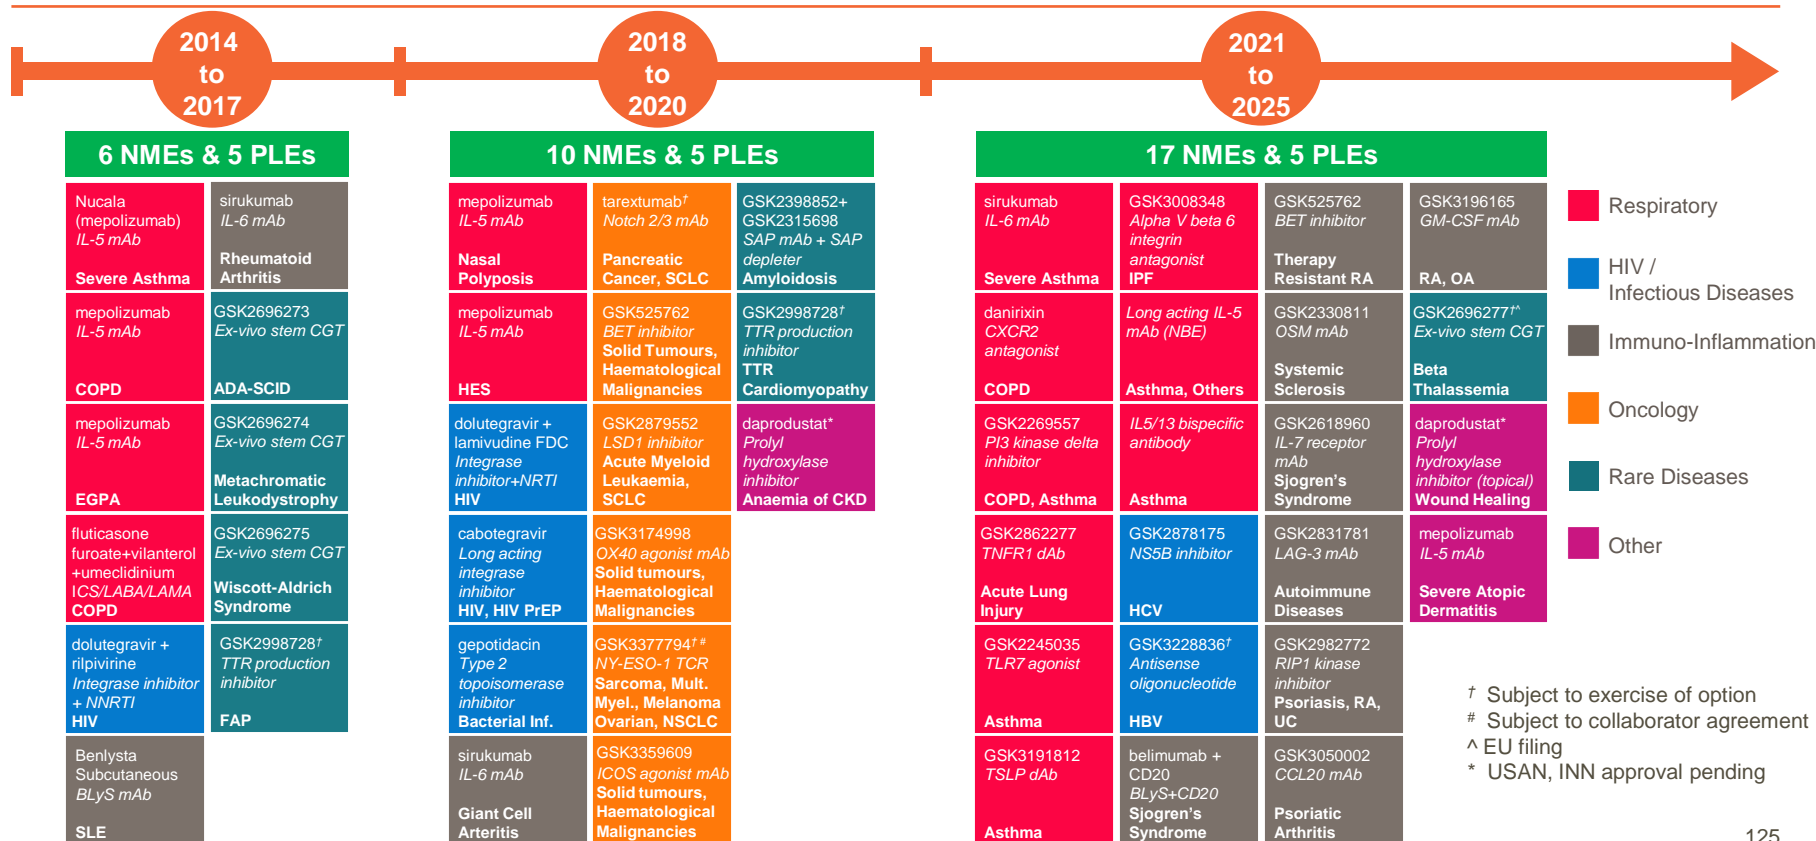 2014
to
2017
2018
to
2020
2021
to
2025
6 NMEs & 5 PLEs
Nucala
(mepolizumab)
IL-5 mAb
Severe Asthma
mepolizumab
IL-5 mAb
COPD
mepolizumab
IL-5 mAb
EGPA
fluticasone
furoate+vilanterol
+umeclidinium
ICS/LABA/LAMA
COPD
dolutegravir +
rilpivirine
Integrase inhibitor
+ NNRTI
HIV
Benlysta
Subcutaneous
BLyS mAb
SLE
sirukumab
IL-6 mAb
Rheumatoid
Arthritis
GSK2696273
Ex-vivo stem CGT
ADA-SCID
GSK2696274
Ex-vivo stem CGT
Metachromatic
Leukodystrophy
GSK2696275
Ex-vivo stem CGT
Wiscott-Aldrich
Syndrome
GSK2998728†
TTR production
inhibitor
FAP
10 NMEs & 5 PLEs
mepolizumab
IL-5 mAb
Nasal
Polyposis
mepolizumab
IL-5 mAb
HES
dolutegravir +
lamivudine FDC
Integrase
inhibitor+NRTI
HIV
cabotegravir
Long acting
integrase
inhibitor
HIV, HIV PrEP
gepotidacin
Type 2
topoisomerase
inhibitor
Bacterial Inf.
sirukumab
IL-6 mAb
Giant Cell
Arteritis
tarextumab†
Notch 2/3 mAb
Pancreatic
Cancer, SCLC
GSK525762
BET inhibitor
Solid Tumours,
Haematological
Malignancies
GSK2879552
LSD1 inhibitor
Acute Myeloid
Leukaemia,
SCLC
GSK3174998
OX40 agonist mAb
Solid tumours,
Haematological
Malignancies
GSK3377794† #
NY-ESO-1 TCR
Sarcoma, Mult.
Myel., Melanoma
Ovarian, NSCLC
GSK3359609
ICOS agonist mAb
Solid tumours,
Haematological
Malignancies
GSK2398852+
GSK2315698
SAP mAb + SAP
depleter
Amyloidosis
GSK2998728†
TTR production
inhibitor
TTR
Cardiomyopathy
daprodustat*
Prolyl
hydroxylase
inhibitor
Anaemia of CKD
17 NMEs & 5 PLEs
sirukumab
IL-6 mAb
Severe Asthma
danirixin
CXCR2
antagonist
COPD
GSK2269557
PI3 kinase delta
inhibitor
COPD, Asthma
GSK2862277
TNFR1 dAb
Acute Lung
Injury
GSK2245035
TLR7 agonist
Asthma
GSK3191812
TSLP dAb
Asthma
GSK3008348
Alpha V beta 6
integrin
antagonist
IPF
Long acting IL-5
mAb (NBE)
Asthma, Others
IL5/13 bispecific
antibody
Asthma
GSK2878175
NS5B inhibitor
HCV
GSK3228836†
Antisense
oligonucleotide
HBV
belimumab +
CD20
BLyS+CD20
Sjogren's
Syndrome
GSK525762
BET inhibitor
Therapy
Resistant RA
GSK2330811
OSM mAb
Systemic
Sclerosis
GSK2618960
IL-7 receptor
mAb
Sjogren's
Syndrome
GSK2831781
LAG-3 mAb
Autoimmune
Diseases
GSK2982772
RIP1 kinase
inhibitor
Psoriasis, RA,
UC
GSK3050002
CCL20 mAb
Psoriatic
Arthritis
GSK3196165
GM-CSF mAb
RA, OA
GSK2696277†^
Ex-vivo stem CGT
Beta
Thalassemia
daprodustat*
Prolyl
hydroxylase
inhibitor (topical)
Wound Healing
mepolizumab
IL-5 mAb
Severe Atopic
Dermatitis
Respiratory
HIV /
Infectious Diseases
Immuno-Inflammation
Oncology
Rare Diseases
Other
† Subject to exercise of option
# Subject to collaborator agreement
^ EU filing
* USAN, INN approval pending
125